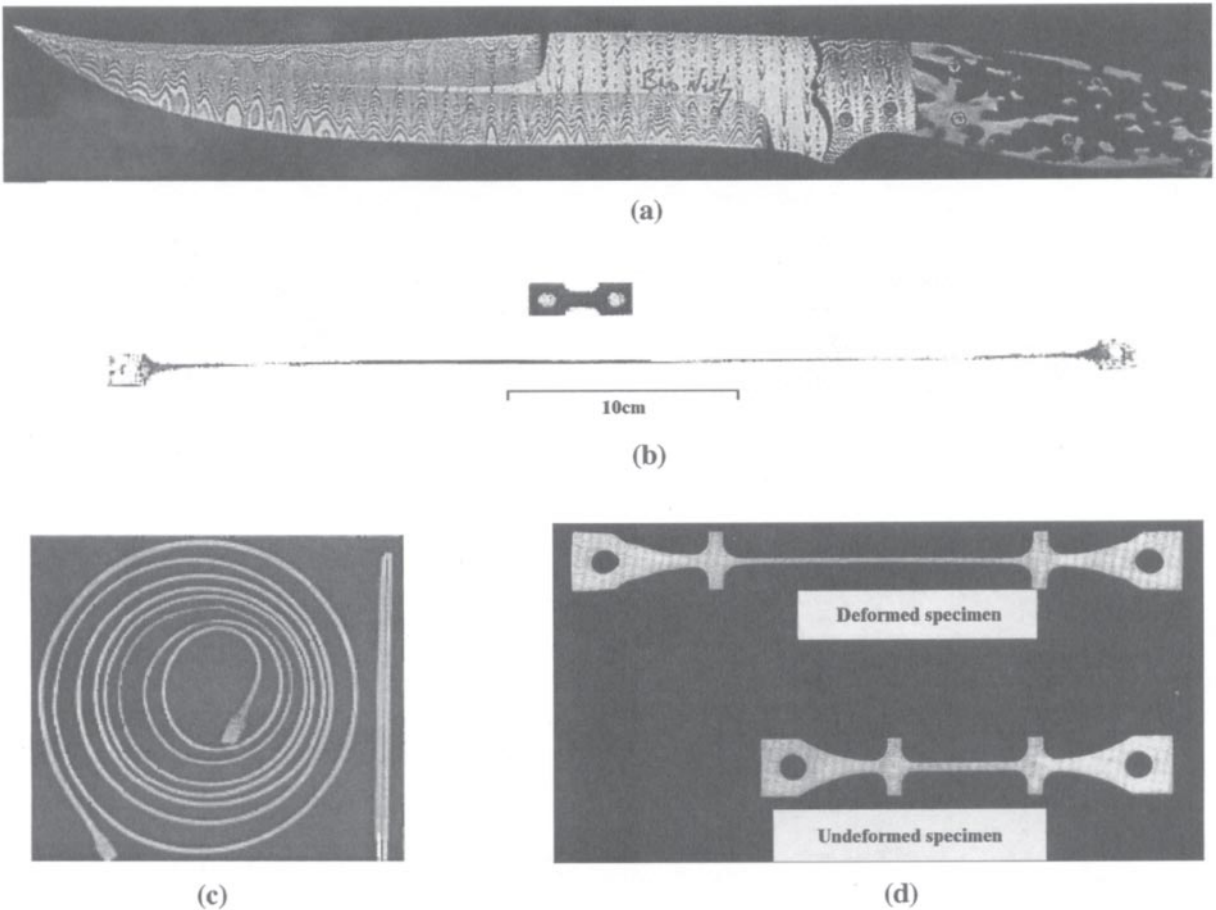 (a)
10cm
(b)
Deformed specimen
Undeformed specimen
(c)
(d)